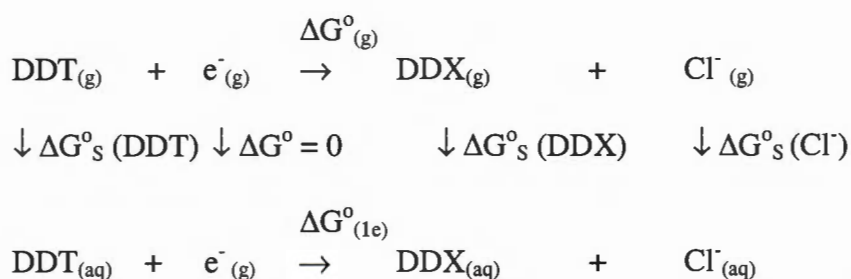 ΔG°(g)
DDT(g) + e⁻(g) → DDX(g) + Cl⁻ (g)
↓ ΔG°S (DDT) ↓ ΔG° = 0 ↓ ΔG°S (DDX) ↓ ΔG°S (Cl⁻)
ΔG°(1e)
DDT(aq) + e⁻ (g) → DDX(aq) + Cl⁻(aq)